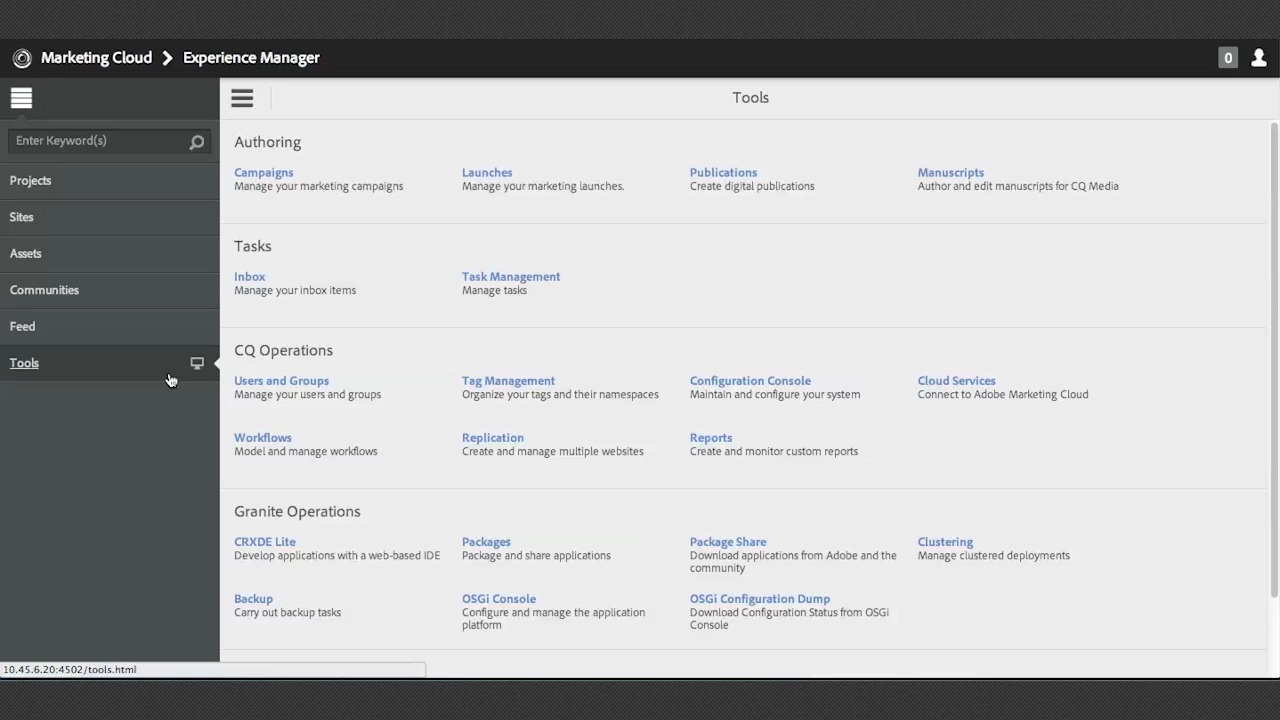 Marketing Cloud Experience Manager 0
Tools
Enter Keyword(s)
Projects
Sites
Assets
Communities
Feed
Tools
Authoring
Campaigns Launches Publications Manuscripts
Manage your marketing campaigns Manage your marketing launches. Create digital publications Author and edit manuscripts for CQ Media
Tasks
Inbox Task Management
Manage your inbox items Manage tasks
CQ Operations
Users and Groups Tag Management Configuration Console Cloud Services
Manage your users and groups Organize your tags and their namespaces Maintain and configure your system Connect to Adobe Marketing Cloud
Workflows Replication Reports
Model and manage workflows Create and manage multiple websites Create and monitor custom reports
Granite Operations
CRXDE Lite Packages Package Share Clustering
Develop applications with a web-based IDE Package and share applications Download applications from Adobe and the Manage clustered deployments
community
Backup OSGi Console OSGi Configuration Dump
Carry out backup tasks Configure and manage the application Download Configuration Status from OSGi
platform Console
10.45.6.20:4502/tools.html